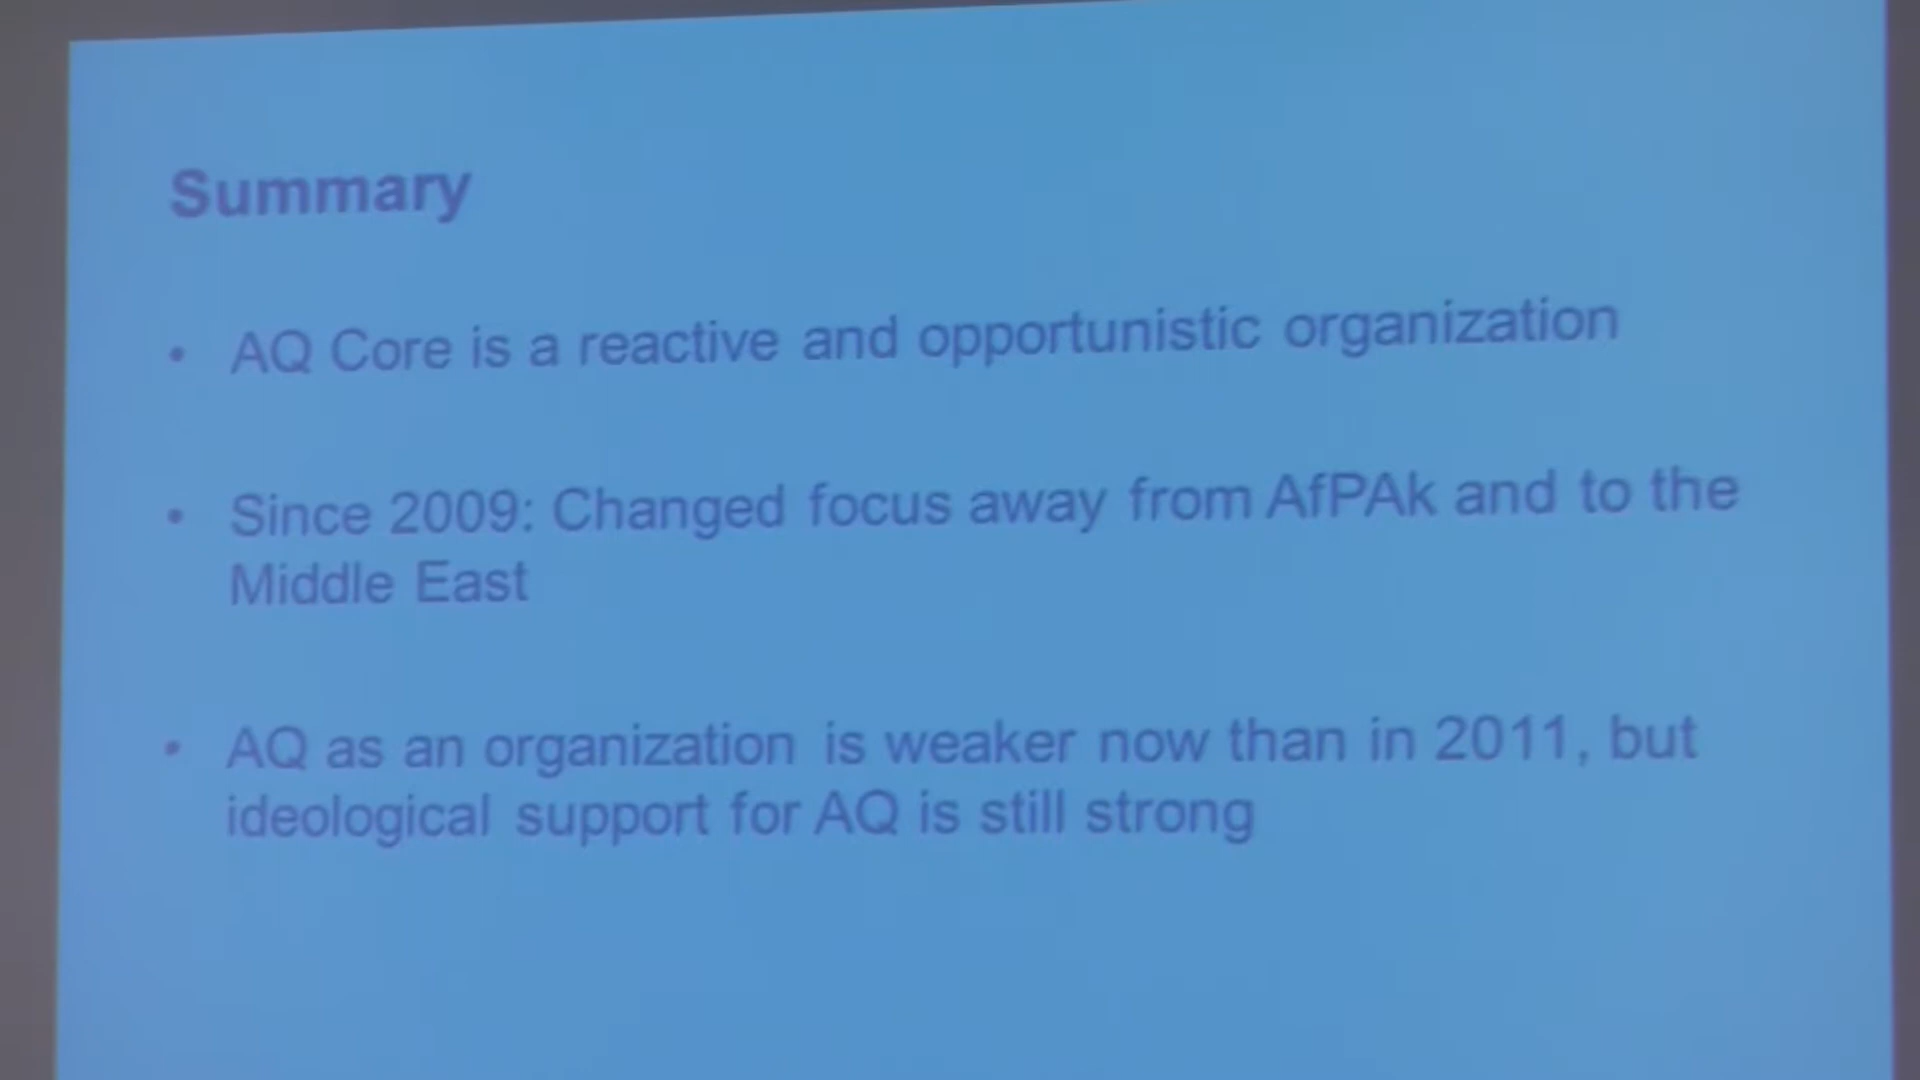 Summary
• AQ Core is a reactive and opportunistic organization
• Since 2009: Changed focus away from AfPAk and to the
Middle East
• AQ as an organization is weaker now than in 2011, but
ideological support for AQ is still strong